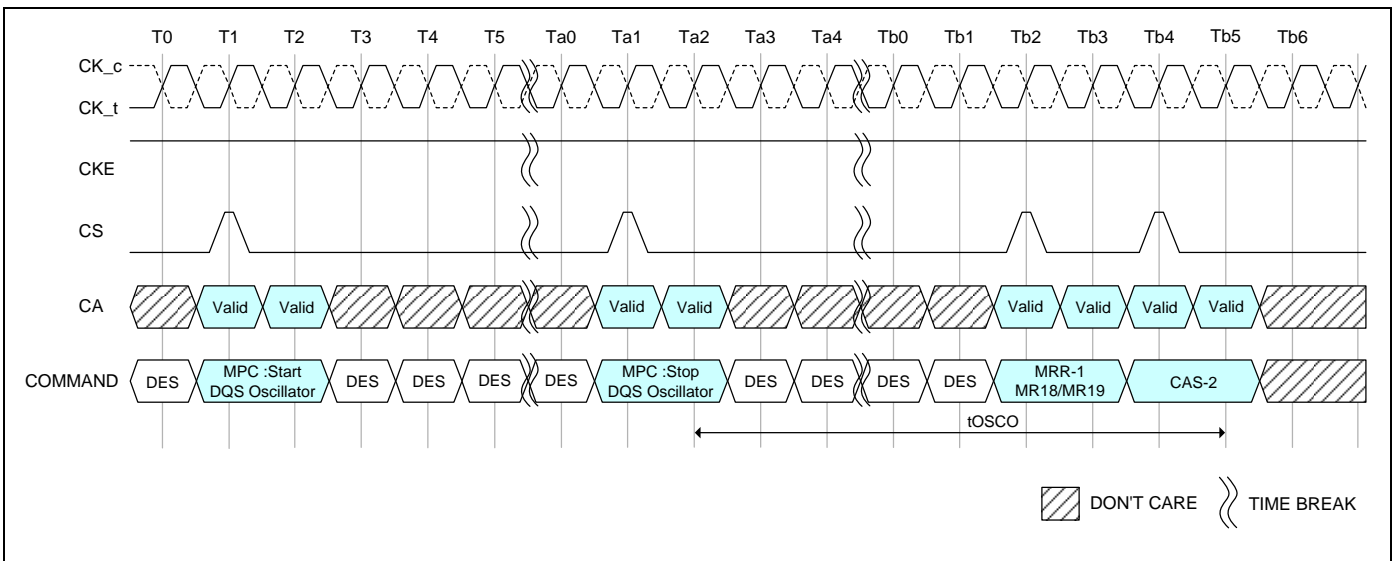 T0 T1 T2 T3 T4 T5 Ta0 Ta1 Ta2 Ta3 Ta4 Tb0 Tb1 Tb2 Tb3 Tb4 Tb5 Tb6
CK_c
CK_t
CKE
CS
CA Valid Valid Valid Valid Valid Valid Valid Valid
COMMAND DES MPC :Start DQS Oscillator DES DES DES DES MPC :Stop DQS Oscillator DES DES DES DES MRR-1 MR18/MR19 CAS-2
tOSCO
DON'T CARE TIME BREAK